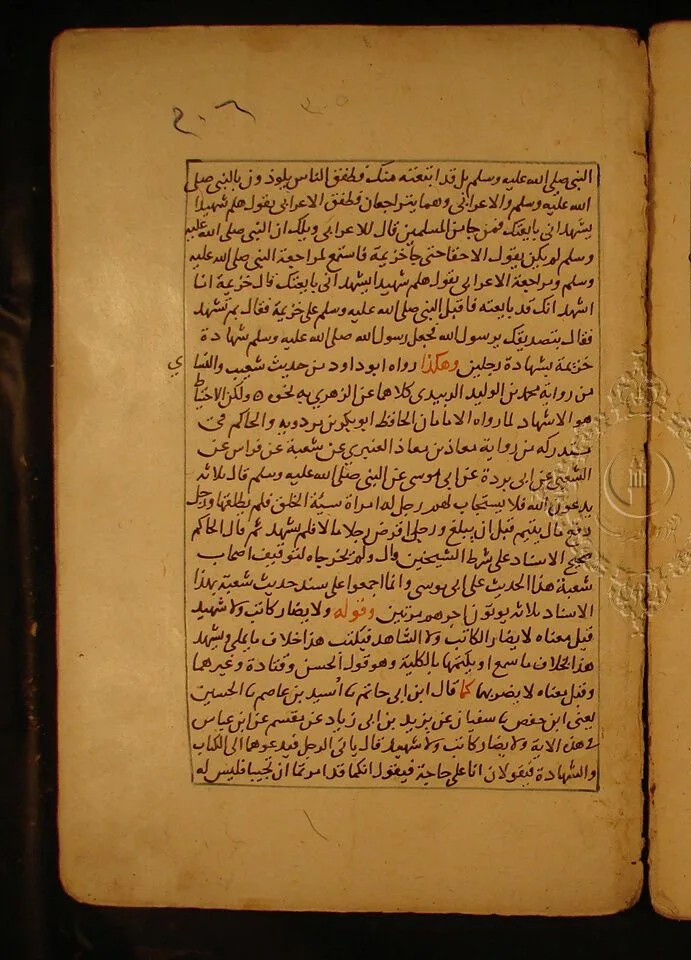 ٢٠٦
٣٠٥
النبي صلى الله عليه وسلم بل قد ابتعته منك فطفق الناس يلوذون بالنبي صلى
الله عليه وسلم والاعرابي وهما يتراجعان فطفق الاعرابي يقول هلم شهيدا
يشهد اني بايعتك فمن جا من المسلمين قال للاعرابي ويلك ان النبي صلى الله عليه
وسلم لم يكن يقول الا حقا حتى جا خزيمة فاستمع لمراجعة النبي صلى الله عليه
وسلم ومراجعة الاعرابي يقول هلم شهيدا يشهد اني بايعتك قال خزيمة انا
اشهد انك قد بايعته فاقبل النبي صلى الله عليه وسلم على خزيمة فقال بم تشهد
فقال بتصديقك يرسول الله فجعل رسول الله صلى الله عليه وسلم شهادة
خزيمة بشهادة رجلين وهكذا رواه ابو داود من حديث شعيب والنساي
من رواية محمد بن الوليد الزبيدي كلاهما عن الزهري به نحوه ولكن الاحتياط
هو الاشهاد لما رواه الامامان الحافظ ابو بكر بن مردويه والحاكم في
مستدركه من رواية معاذ بن معاذ العنبري عن شعبة عن فراس عن
الشعبي عن ابي بردة عن ابي موسى عن النبي صلى الله عليه وسلم قال ثلاثة
يدعون الله فلا يستجاب لهم رجل له امراة سيئة الخلق فلم يطلقها ورجل
دفع مال يتيم قبل ان يبلغ ورجل اقرض رجلا مالا فلم يشهد ثم قال الحاكم
صحيح الاسناد على شرط الشيخين وال ولم يخرجاه لتوقيف اصحاب
شعبة هذا الحديث على ابي موسى وانما اجمعوا على سند حديث شعبة بهذا
الاسناد ثلاثة يوتون اجرهم مرتين وقوله ولا يضار كاتب ولا شهيد
قيل معناه لا يضار الكاتب ولا الشاهد فيكتب هذا خلاف ما يملى ويشهد
هذا بخلاف ما سمع او يكتمها بالكلية وهو قول الحسن وقتادة وغيرهما
وقيل معناه لا يضر بهما كما قال ابن ابي حاتم ثنا اسيد بن عاصم ثنا الحسين
يعني ابن حفص ثنا سفيان عن يزيد بن ابي زياد عن مقسم عن ابن عباس
في هذه الاية ولا يضار كاتب ولا شهيد قال ياتي الرجل فيدعوهما الى الكتاب
والشهادة فيقولان انا على حاجة فيقول انكما قد امرتما ان تجيبا فليس له